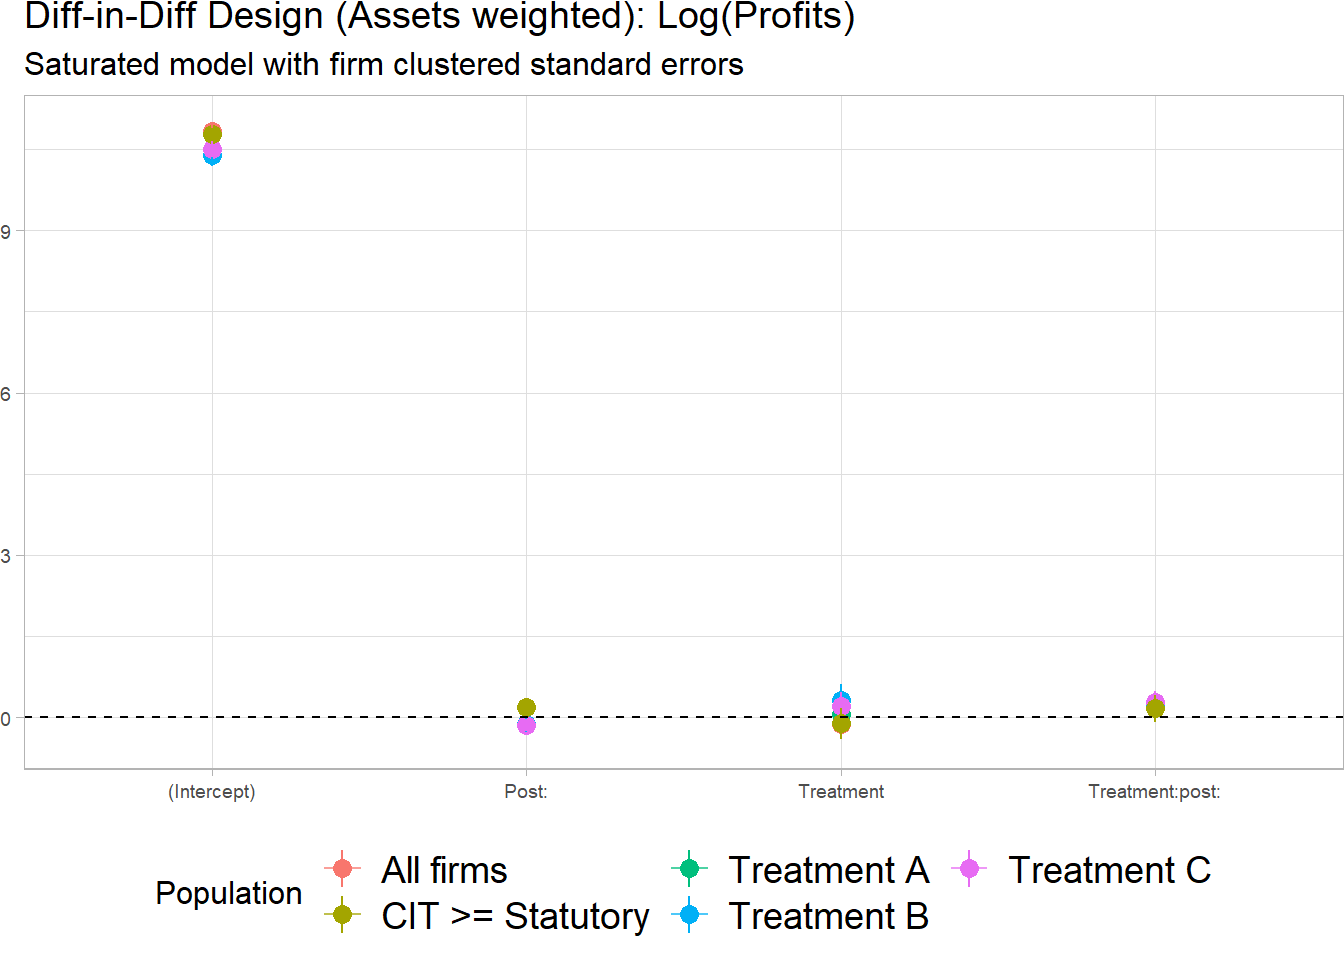 Diff-in-Diff Design (Assets weighted): Log(Profits)
Saturated model with firm clustered standard errors
9
6
3
0
(Intercept) Post: Treatment Treatment:post:
Population
All firms Treatment A Treatment C
CIT >= Statutory Treatment B